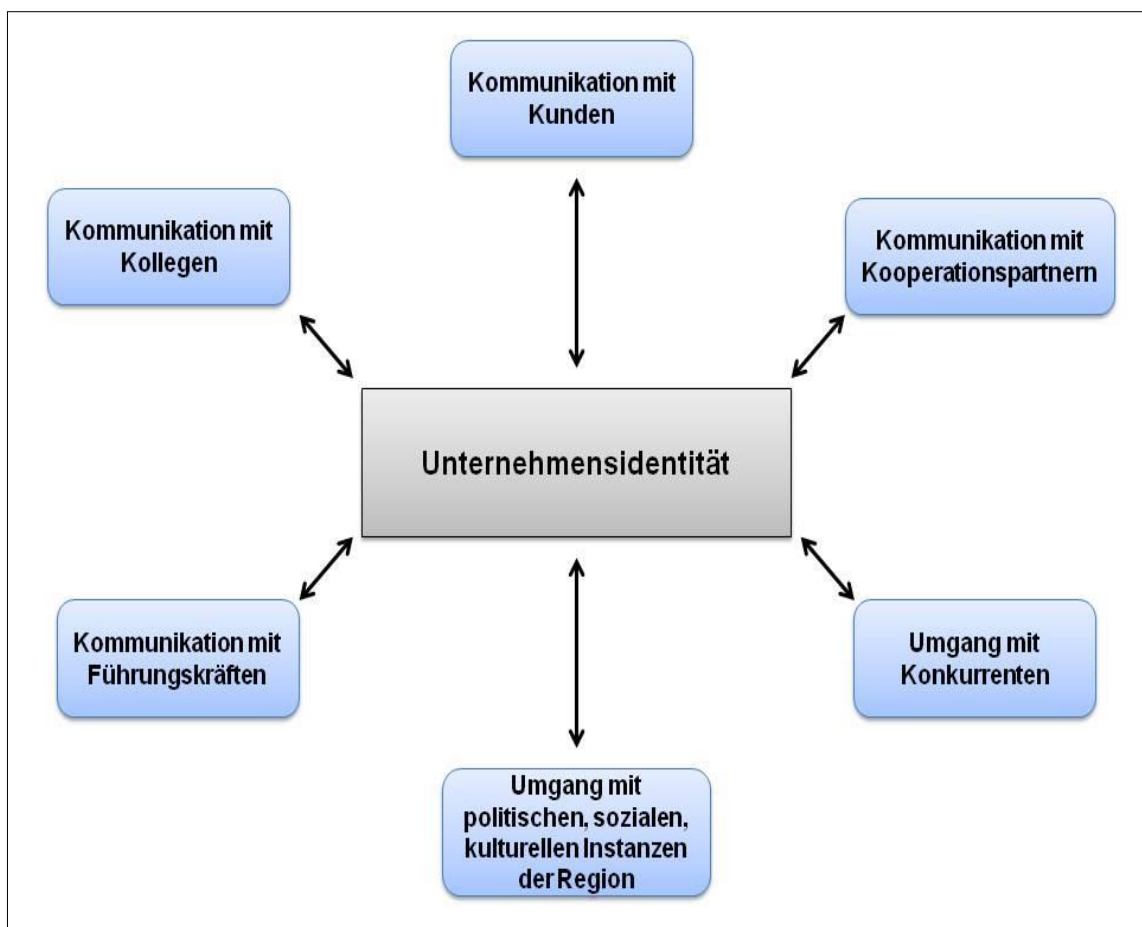 Kommunikation mit
Kunden
Kommunikation mit
Kollegen
Kommunikation mit
Kooperationspartnern
Unternehmensidentität
Kommunikation mit
Führungskräften
Umgang mit
Konkurrenten
Umgang mit
politischen, sozialen,
kulturellen Instanzen
der Region